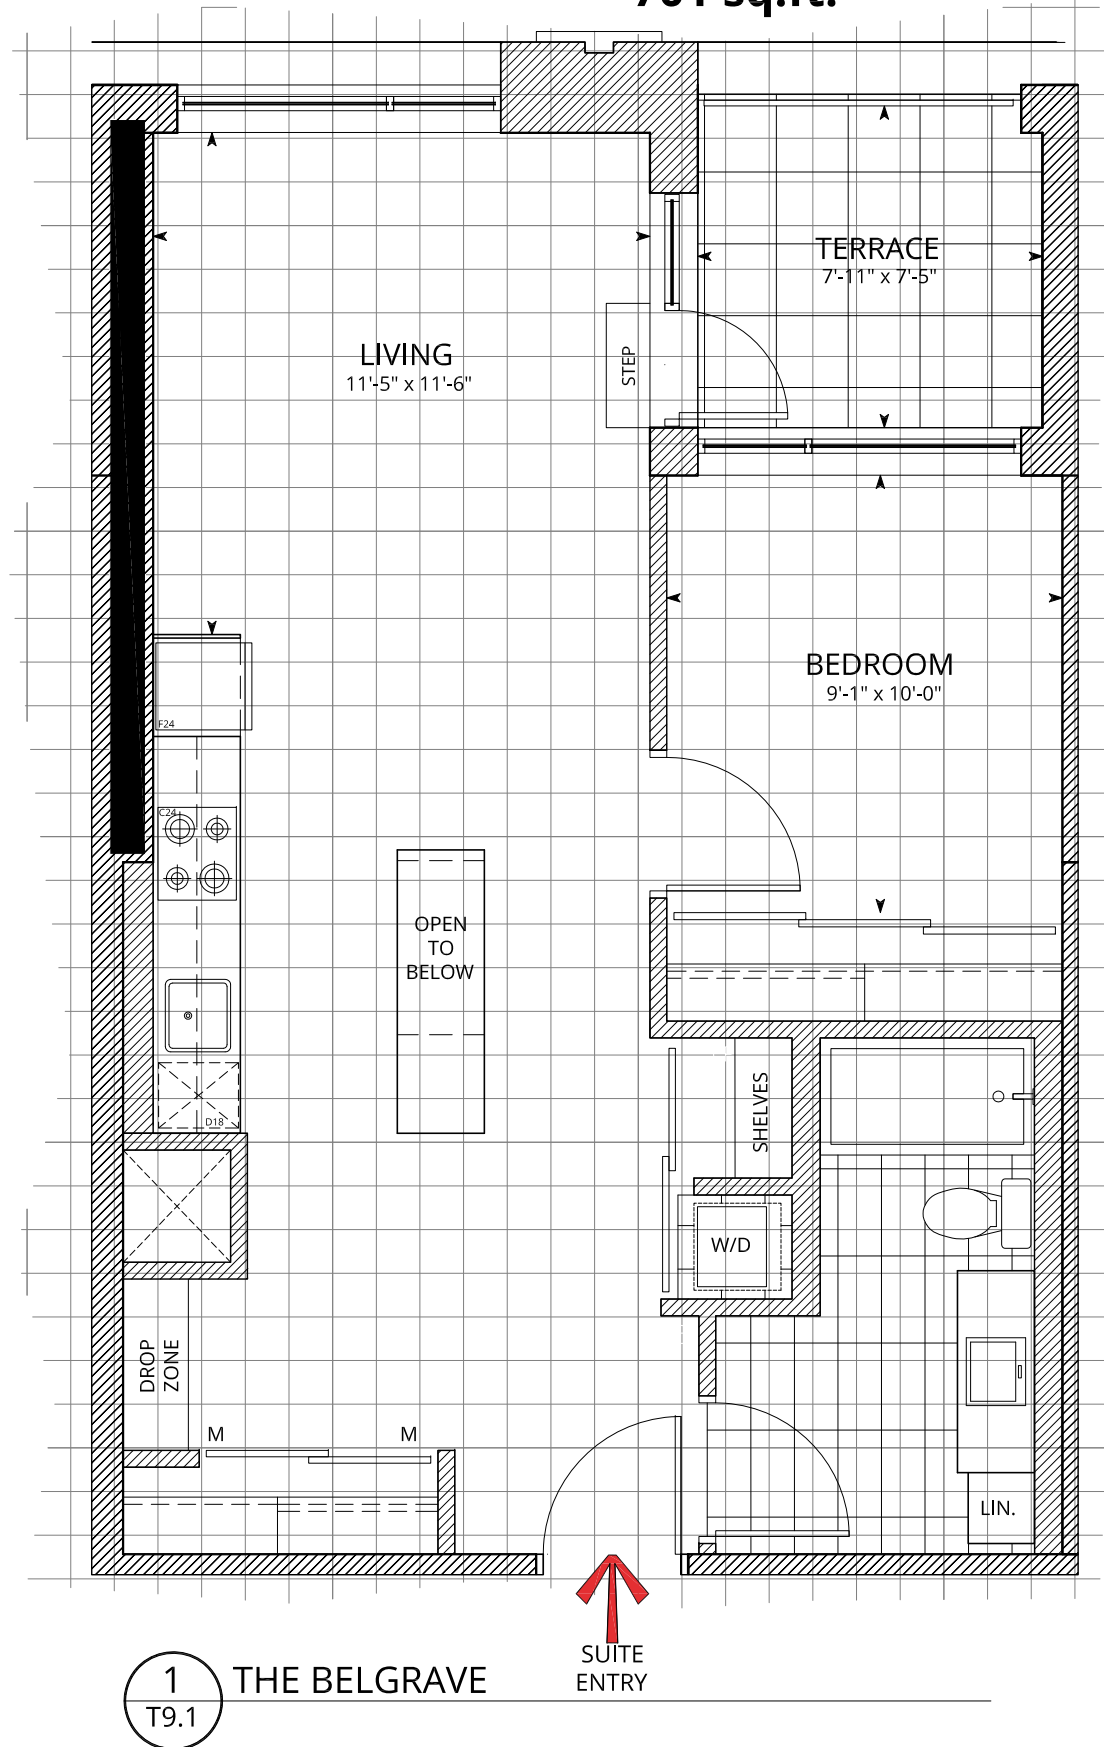 TERRACE
7'-11" x 7'-5"
LIVING
11'-5" x 11'-6"
STEP
BEDROOM
9'-1" x 10'-0"
F24
C24
OPEN
TO
BELOW
D18
SHELVES
W/D
DROP
ZONE
M
M
LIN.
SUITE
ENTRY
1
T9.1
THE BELGRAVE